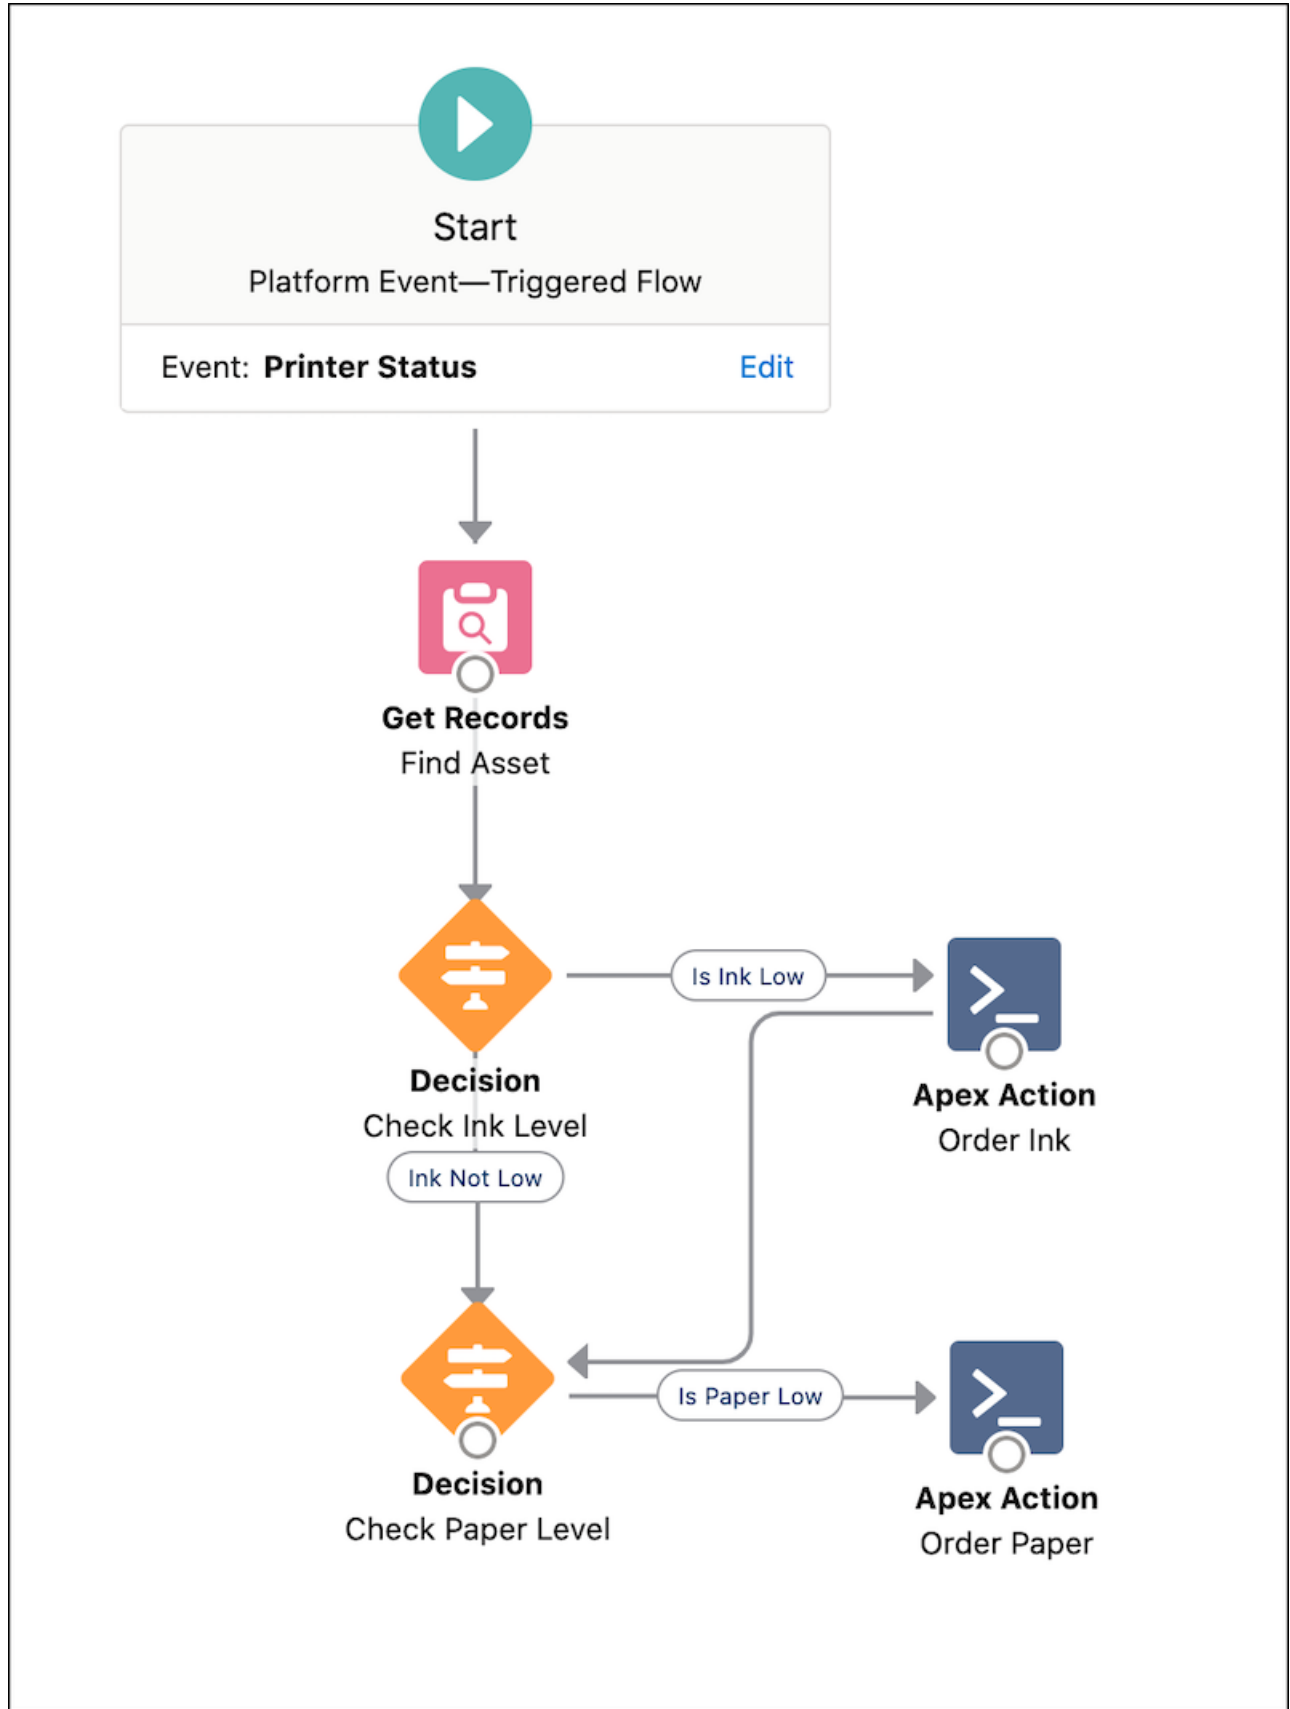 Start
Platform Event—Triggered Flow
Event: Printer Status
Edit
Get Records
Find Asset
Is Ink Low
Decision
Check Ink Level
Apex Action
Order Ink
Ink Not Low
Is Paper Low
Decision
Check Paper Level
Apex Action
Order Paper